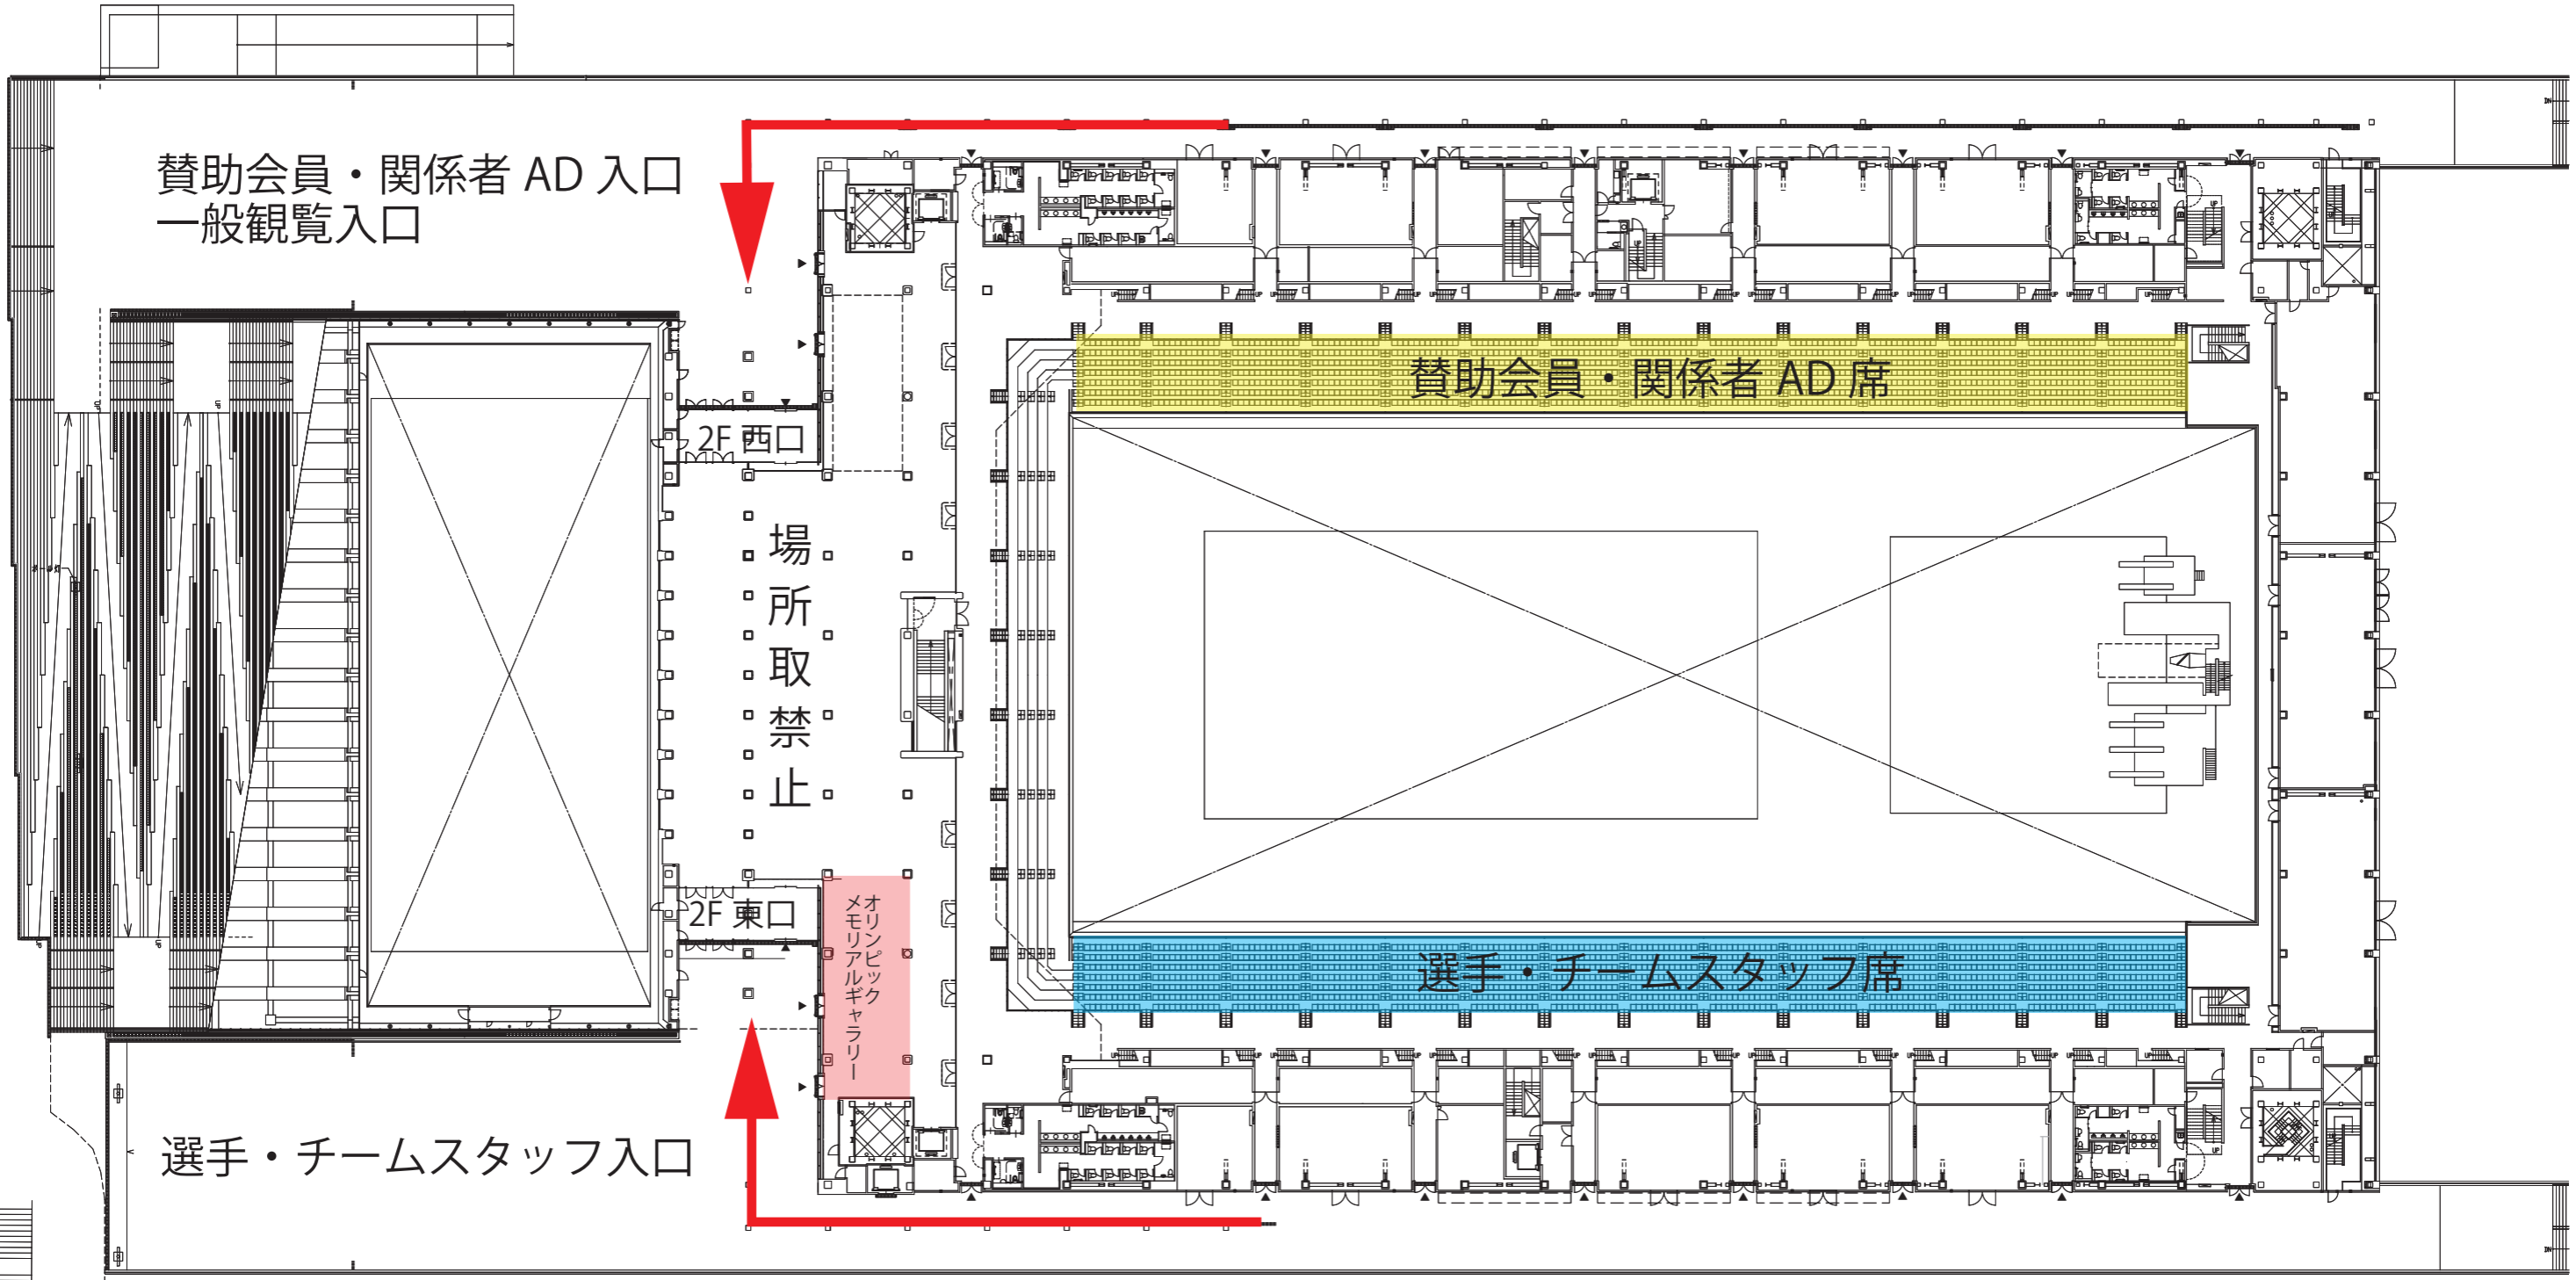 賛助会員・関係者 AD 入口
一般観覧入口
賛助会員・関係者 AD 席
2F 西口
場所取禁止
2F 東口
オリンピック
メモリアルギャラリー
選手・チームスタッフ席
選手・チームスタッフ入口